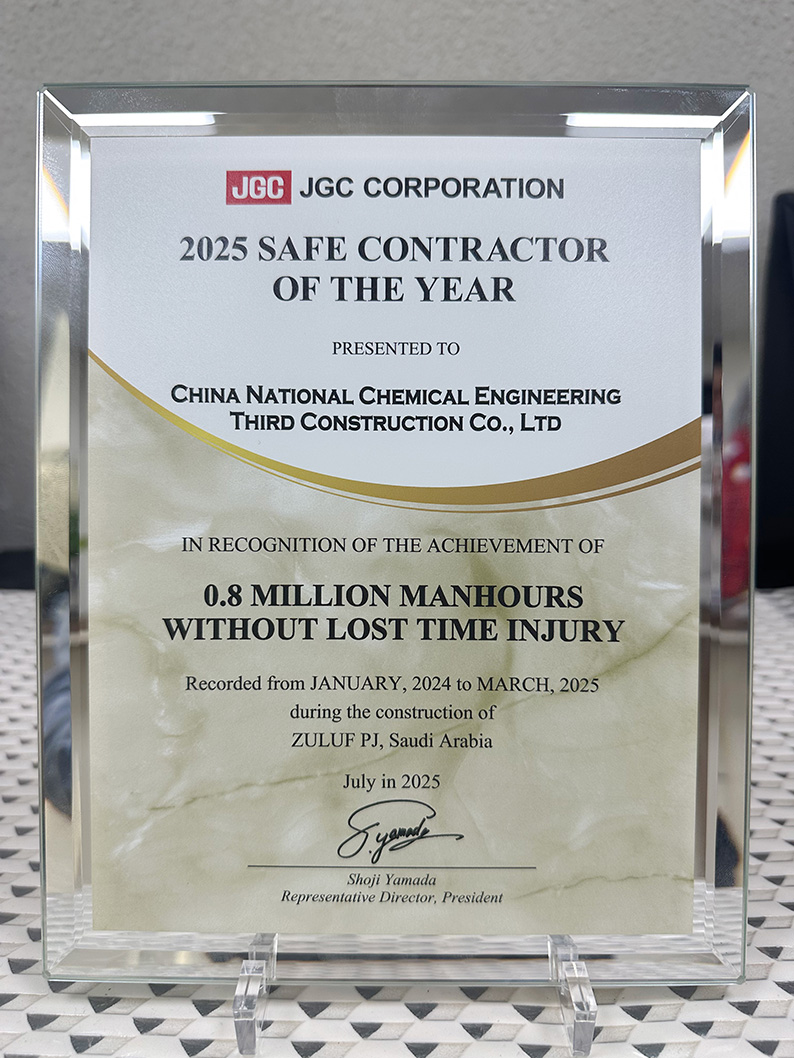 JGC JGC CORPORATION
2025 SAFE CONTRACTOR
OF THE YEAR
PRESENTED TO
CHINA NATIONAL CHEMICAL ENGINEERING
THIRD CONSTRUCTION CO., LTD
IN RECOGNITION OF THE ACHIEVEMENT OF
0.8 MILLION MANHOURS
WITHOUT LOST TIME INJURY
Recorded from JANUARY, 2024 to MARCH, 2025
during the construction of
ZULUF PJ, Saudi Arabia
July in 2025
S.yamada
Shoji Yamada
Representative Director, President